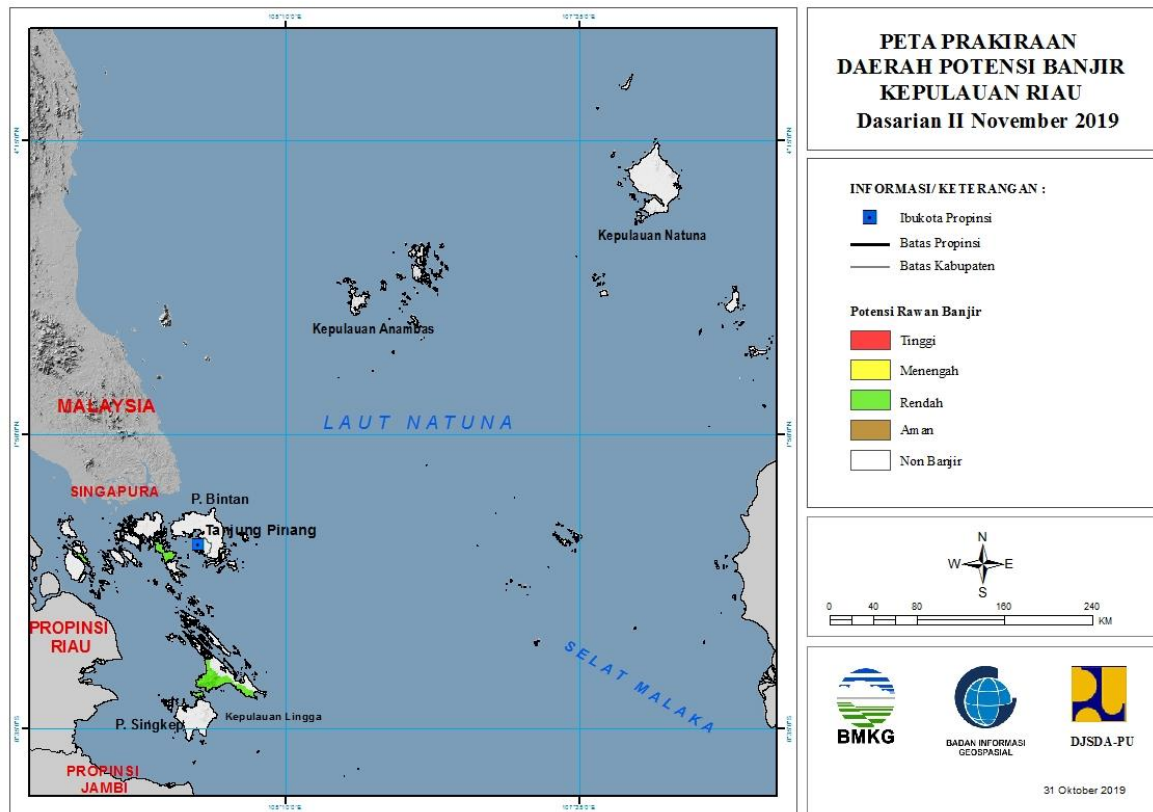 PETA PRAKIRAAN
DAERAH POTENSI BANJIR
KEPULAUAN RIAU
Dasarian II November 2019
INFORMASI/ KETERANGAN :
Ibukota Propinsi
Batas Propinsi
Batas Kabupaten
Potensi Rawan Banjir
Tinggi
Menengah
Rendah
Aman
Non Banjir
N
W E
S
0 40 80 160 240
KM
BMKG
BADAN INFORMASI
GEOSPASIAL
DJSDA-PU
31 Oktober 2019
Kepulauan Natuna
Kepulauan Anambas
MALAYSIA
LAUT NATUNA
SINGAPURA
P. Bintan
Tanjung Pinang
PROPINSI
RIAU
SELAT MALAKA
P. Singkep
Kepulauan Lingga
PROPINSI
JAMBI